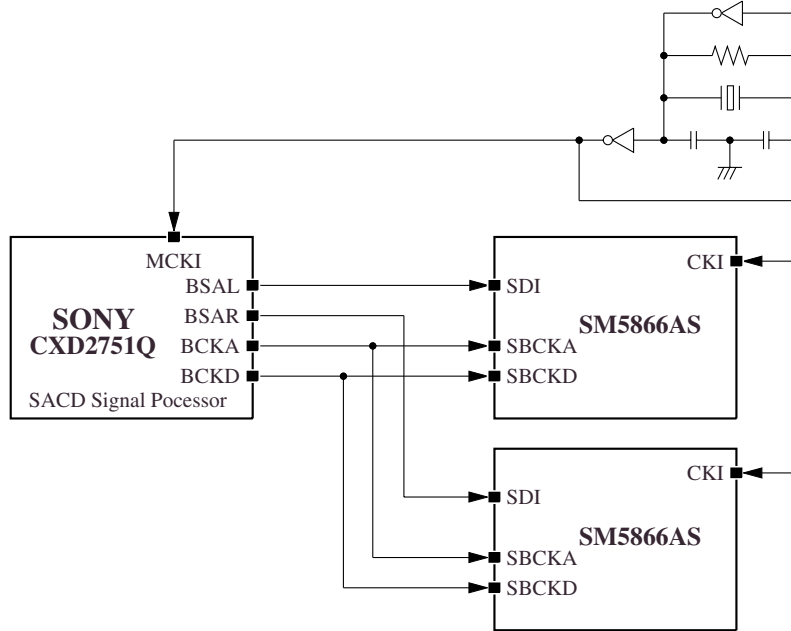 MCKI
BSAL
BSAR
SONY
CXD2751Q
BCKA
BCKD
SACD Signal Pocessor
CKI
SDI
SM5866AS
SBCKA
SBCKD
CKI
SDI
SM5866AS
SBCKA
SBCKD